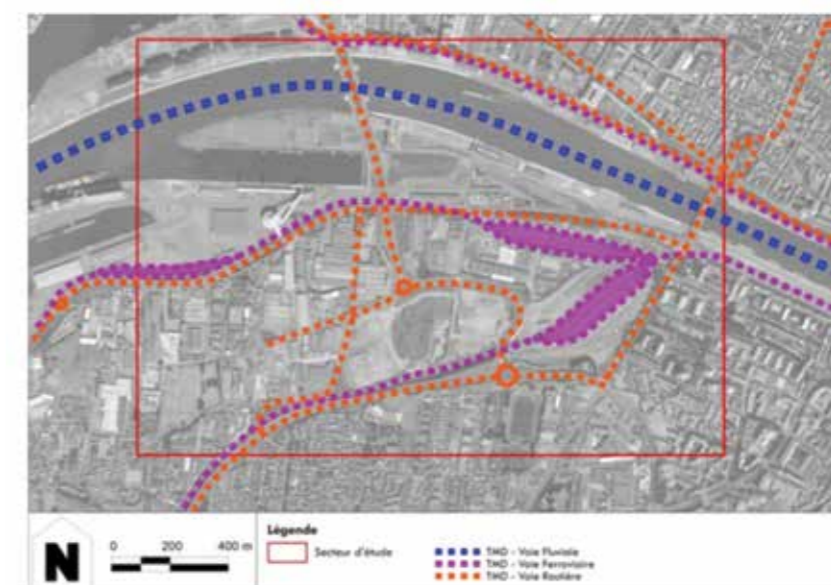 N
0 200 400 m
Légende
Secteur d'étude
TMD - Voie Fluviale
TMD - Voie Ferroviaire
TMD - Voie Routière